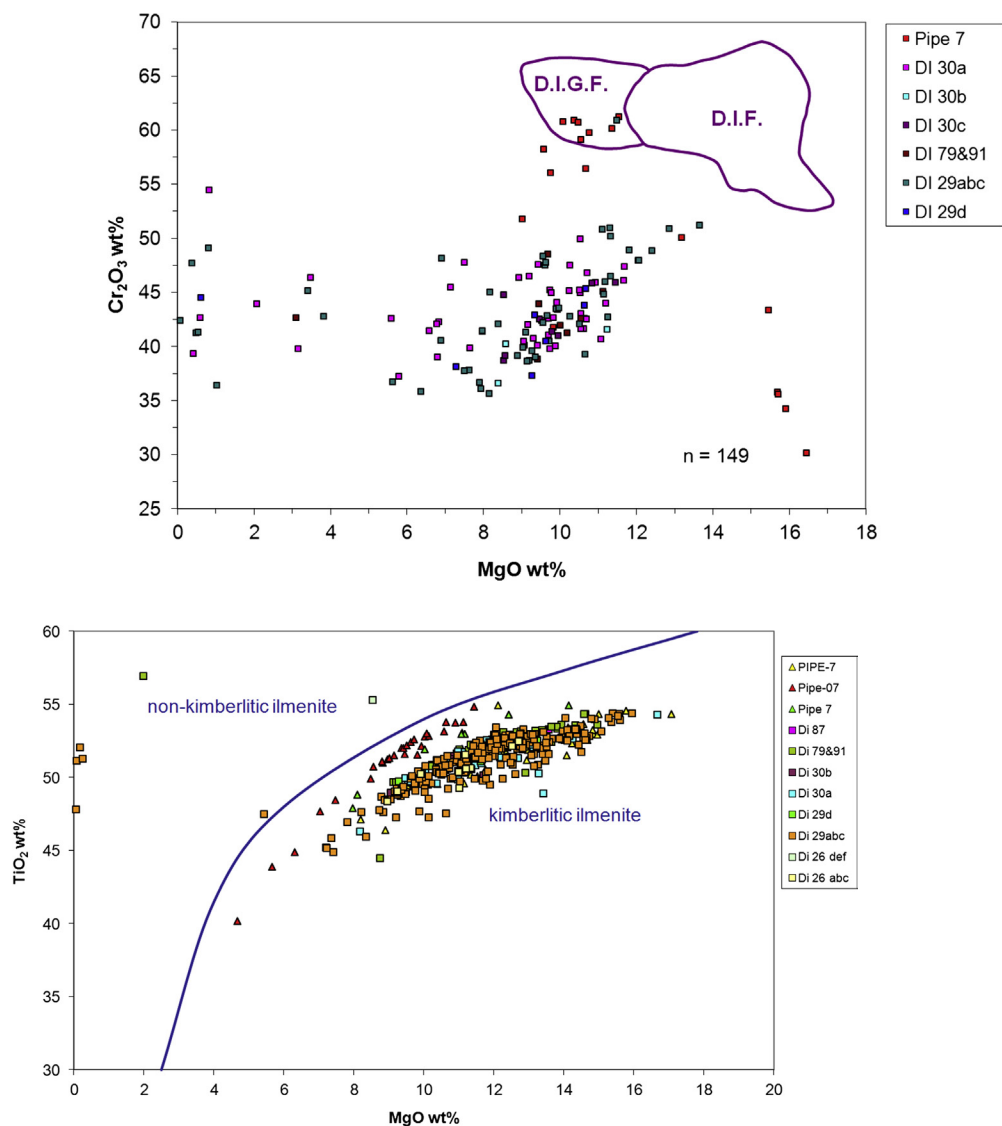 70
65
60
55
50
45
40
35
30
25
Cr₂O₃ wt%
0 2 4 6 8 10 12 14 16 18
MgO wt%
D.I.G.F.
D.I.F.
n = 149
Pipe 7
DI 30a
DI 30b
DI 30c
DI 79&91
DI 29abc
DI 29d
60
55
50
45
40
35
30
TiO₂ wt%
0 2 4 6 8 10 12 14 16 18 20
MgO wt%
non-kimberlitic ilmenite
kimberlitic ilmenite
PIPE-7
Pipe-07
Pipe 7
Di 87
Di 79&91
Di 30b
Di 30a
Di 29d
Di 29abc
Di 26 def
Di 26 abc